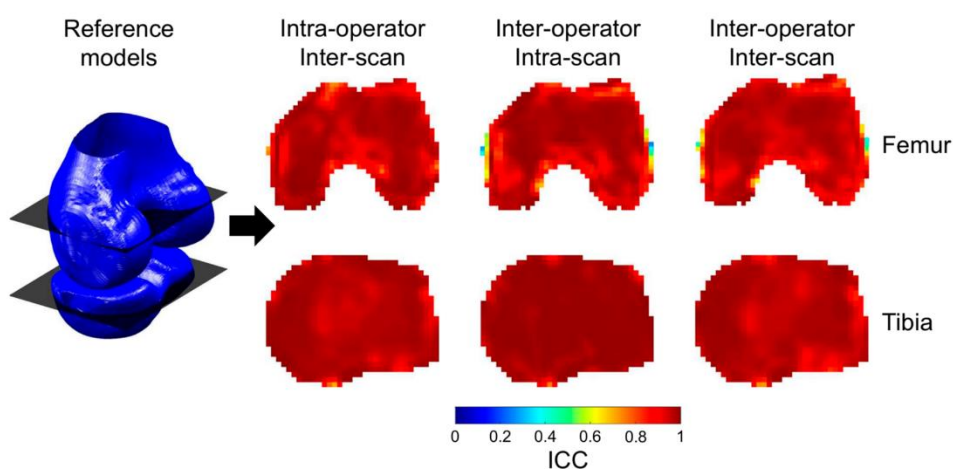 Reference
models
Intra-operator
Inter-scan
Inter-operator
Intra-scan
Inter-operator
Inter-scan
Femur
Tibia
0 0.2 0.4 0.6 0.8 1
ICC